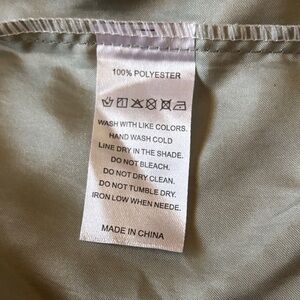 100% POLYESTER
WASH WITH LIKE COLORS.
HAND WASH COLD
LINE DRY IN THE SHADE.
DO NOT BLEACH.
DO NOT DRY CLEAN.
DO NOT TUMBLE DRY.
IRON LOW WHEN NEEDE.
MADE IN CHINA